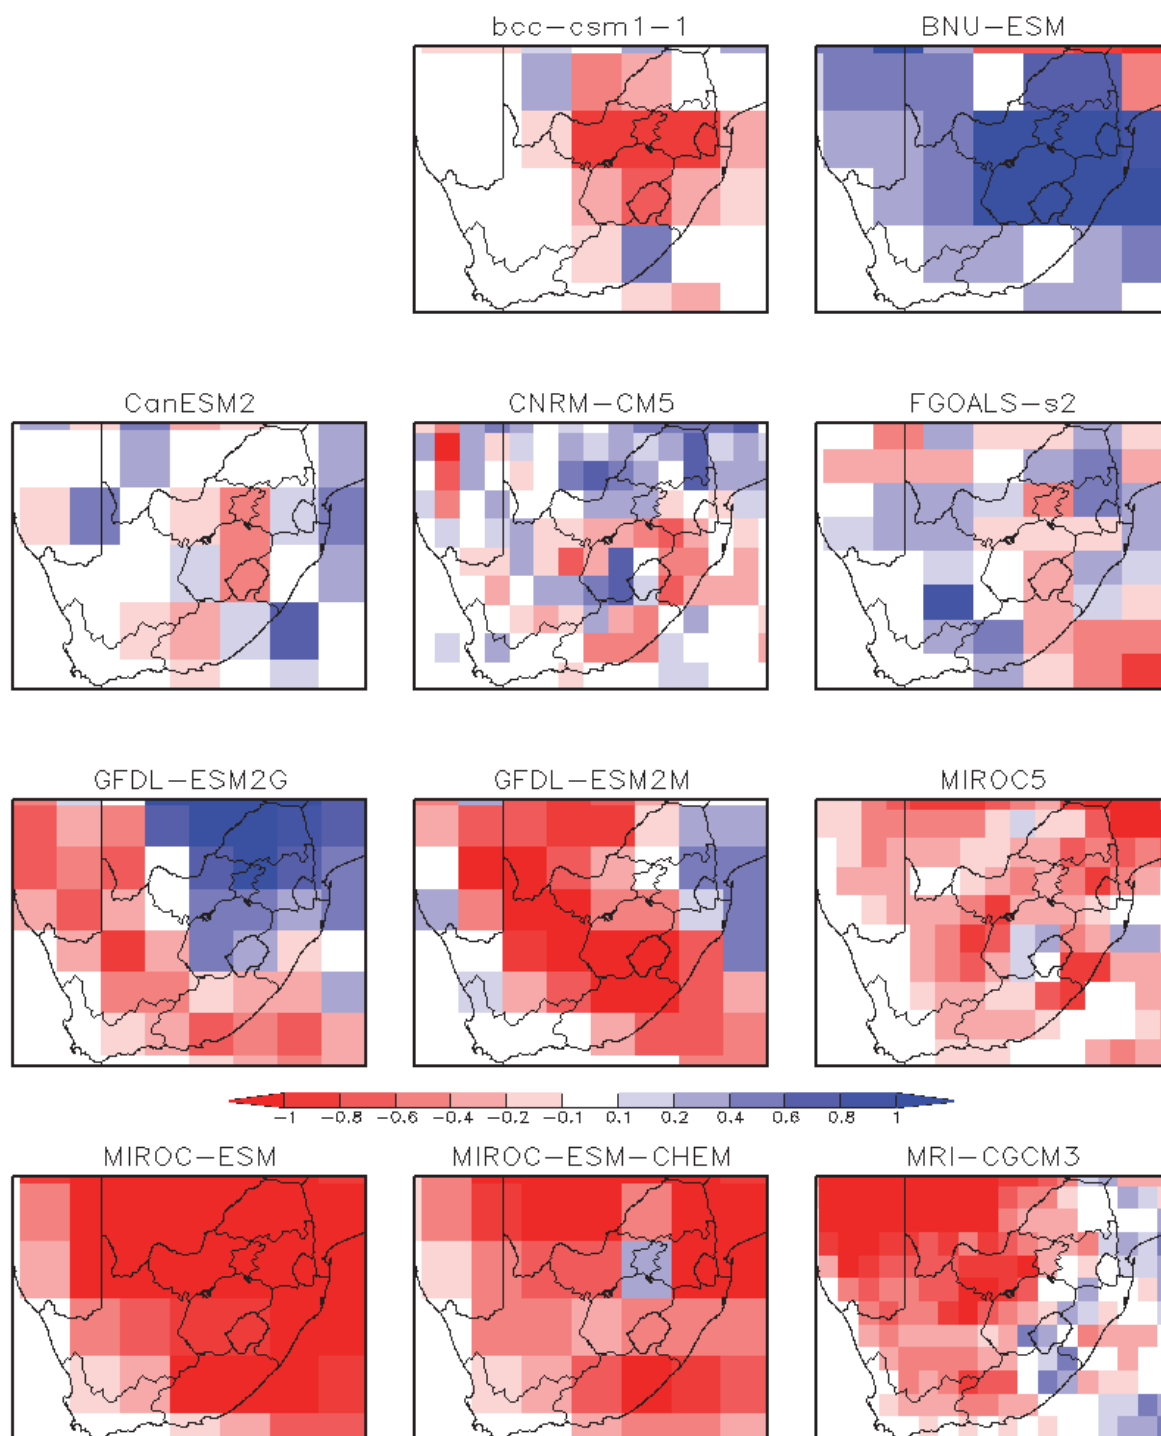 bcc-csm1-1
BNU-ESM
CanESM2
CNRM-CM5
FGOALS-s2
GFDL-ESM2G
GFDL-ESM2M
MIROC5
-1 -0.8 -0.6 -0.4 -0.2 -0.1 0.1 0.2 0.4 0.6 0.8 1
MIROC-ESM
MIROC-ESM-CHEM
MRI-CGCM3